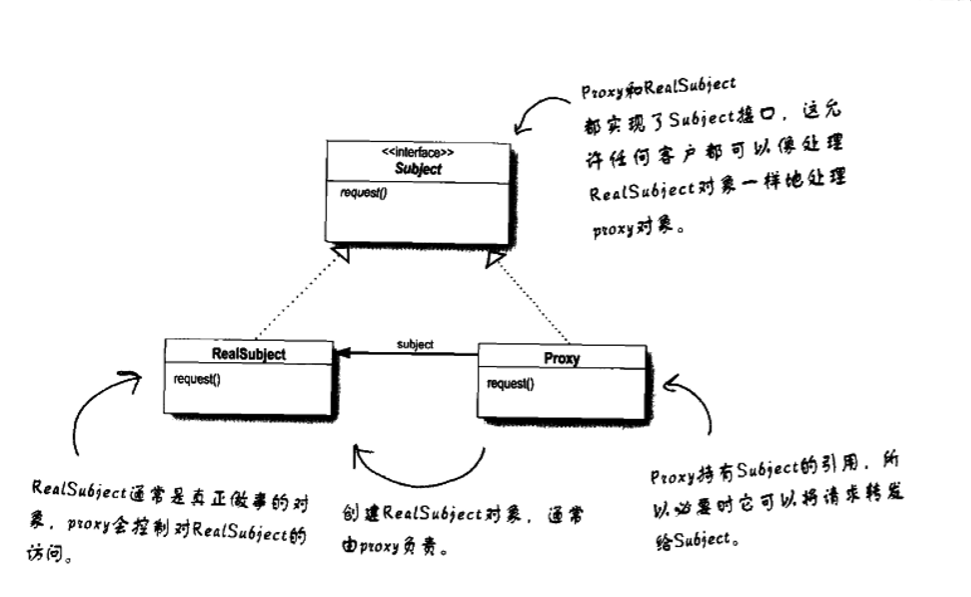 Proxy和RealSubject
都实现了Subject接口，这允
许任何客户都可以像处理
RealSubject对象一样地处理
proxy对象。
<<interface>>
Subject
request()
RealSubject
request()
subject
Proxy
request()
RealSubject通常是真正做事的对
象，proxy会控制对RealSubject的
访问。
创建RealSubject对象，通常
由proxy负责。
Proxy持有Subject的引用，所
以必要时它可以将请求转发
给Subject。